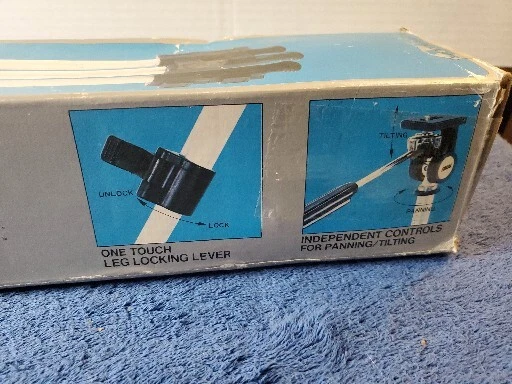 UNLOCK
LOCK
ONE TOUCH
LEG LOCKING LEVER
TILTING
PANNING
INDEPENDENT CONTROLS
FOR PANNING/TILTING